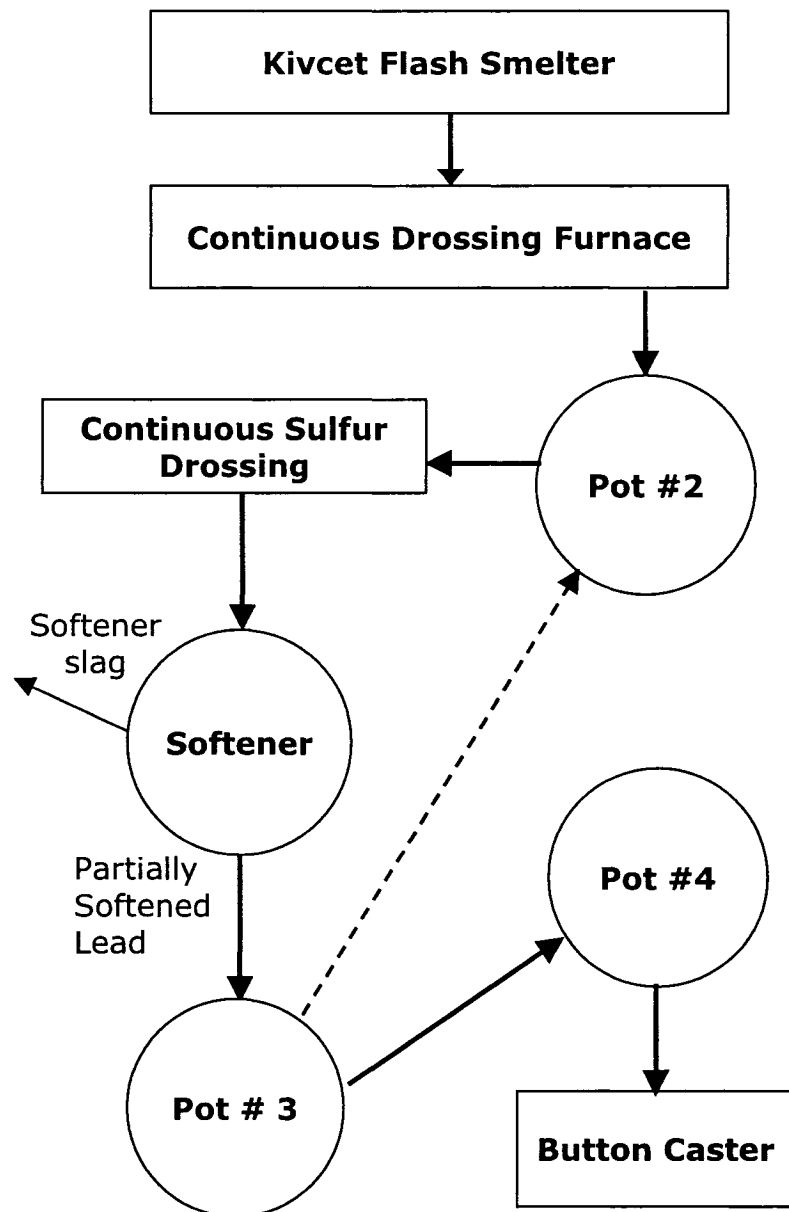 Kivcet Flash Smelter
Continuous Drossing Furnace
Continuous Sulfur
Drossing
Pot #2
Softener
slag
Softener
Partially
Softened
Lead
Pot #4
Pot # 3
Button Caster